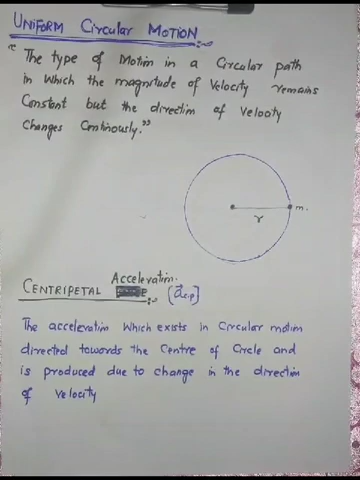 UNIFORM Circular MOTION
"The type of Motion in a Circular path
in Which the magnitude of Velocity remains
Constant but the direction of Velocity
Changes Continously."
m.
r
Acceleration.
CENTRIPETAL [a⃗c.p]
The acceleration Which exists in Circular motion
directed towards the Centre of Circle and
is produced due to change in the direction
of Velocity